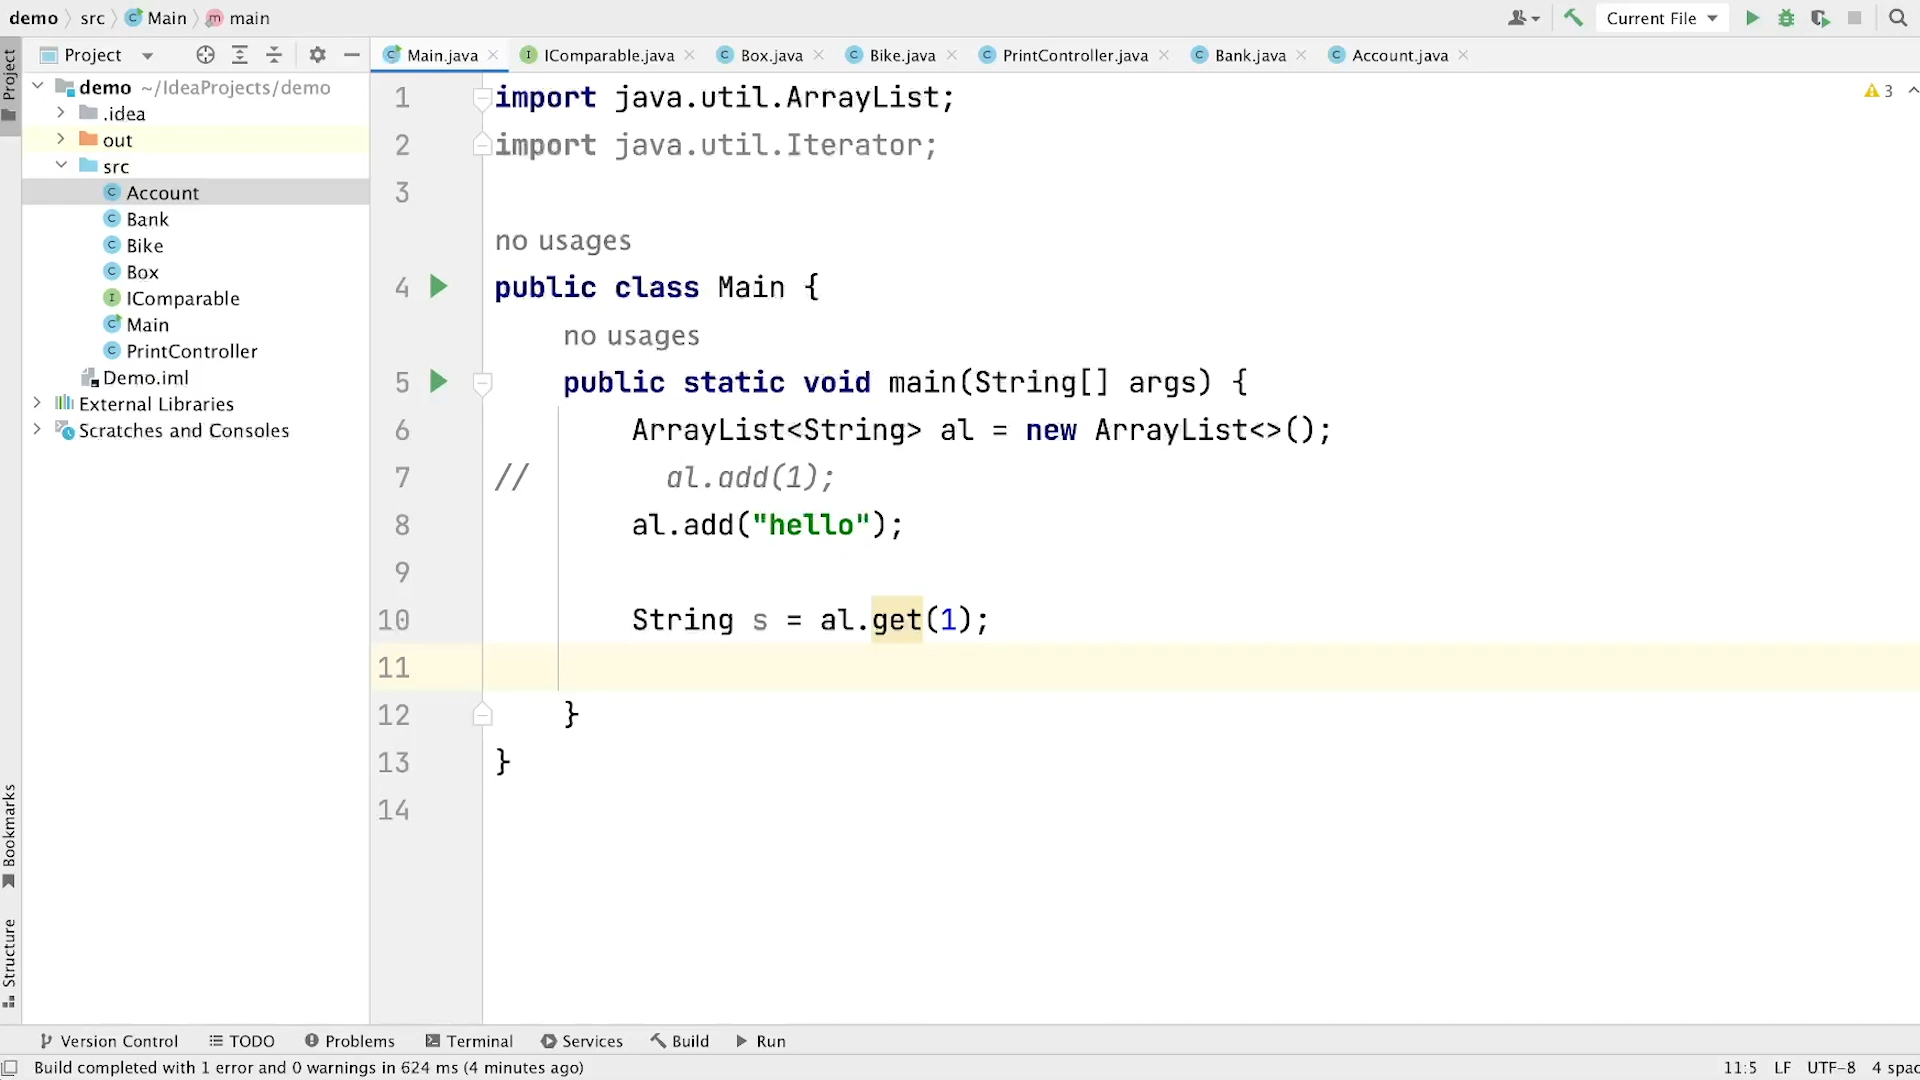 demo src Main main Current File
Project Main.java IComparable.java Box.java Bike.java PrintController.java Bank.java Account.java
Project
demo ~/IdeaProjects/demo
.idea
out
src
Account
Bank
Bike
Box
IComparable
Main
PrintController
Demo.iml
External Libraries
Scratches and Consoles
Bookmarks
Structure
3
1 import java.util.ArrayList;
2 import java.util.Iterator;
3
no usages
4 public class Main {
no usages
5 public static void main(String[] args) {
6 ArrayList<String> al = new ArrayList<>();
7 // al.add(1);
8 al.add("hello");
9
10 String s = al.get(1);
11
12 }
13 }
14
Version Control TODO Problems Terminal Services Build Run
Build completed with 1 error and 0 warnings in 624 ms (4 minutes ago) 11:5 LF UTF-8 4 spac